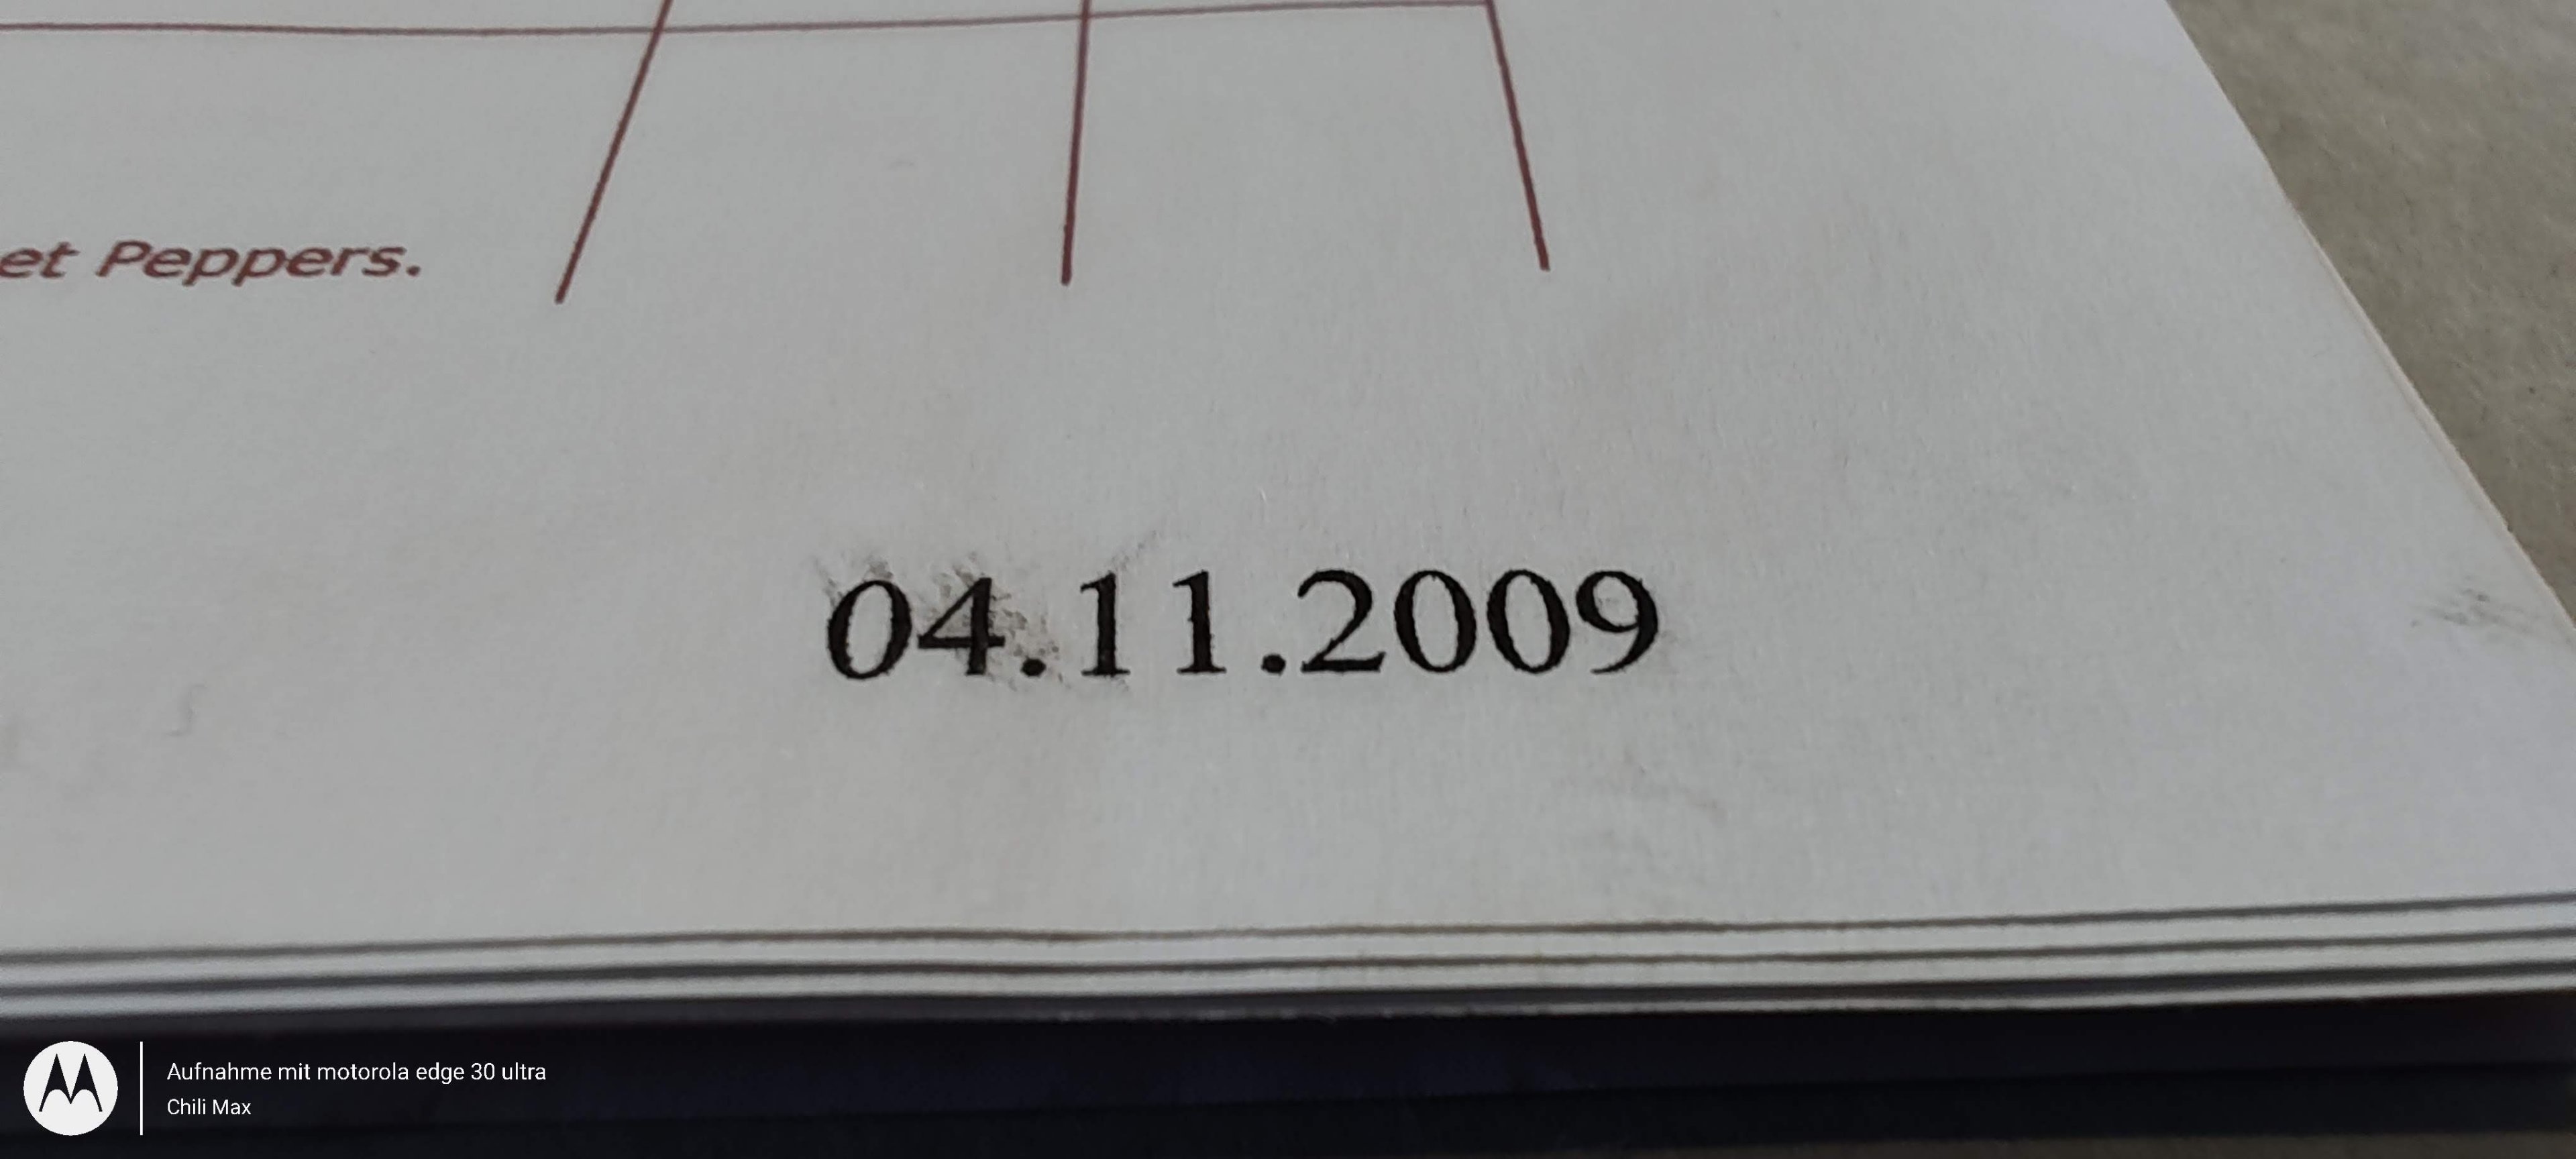 et Peppers.
04.11.2009
Aufnahme mit motorola edge 30 ultra
Chili Max